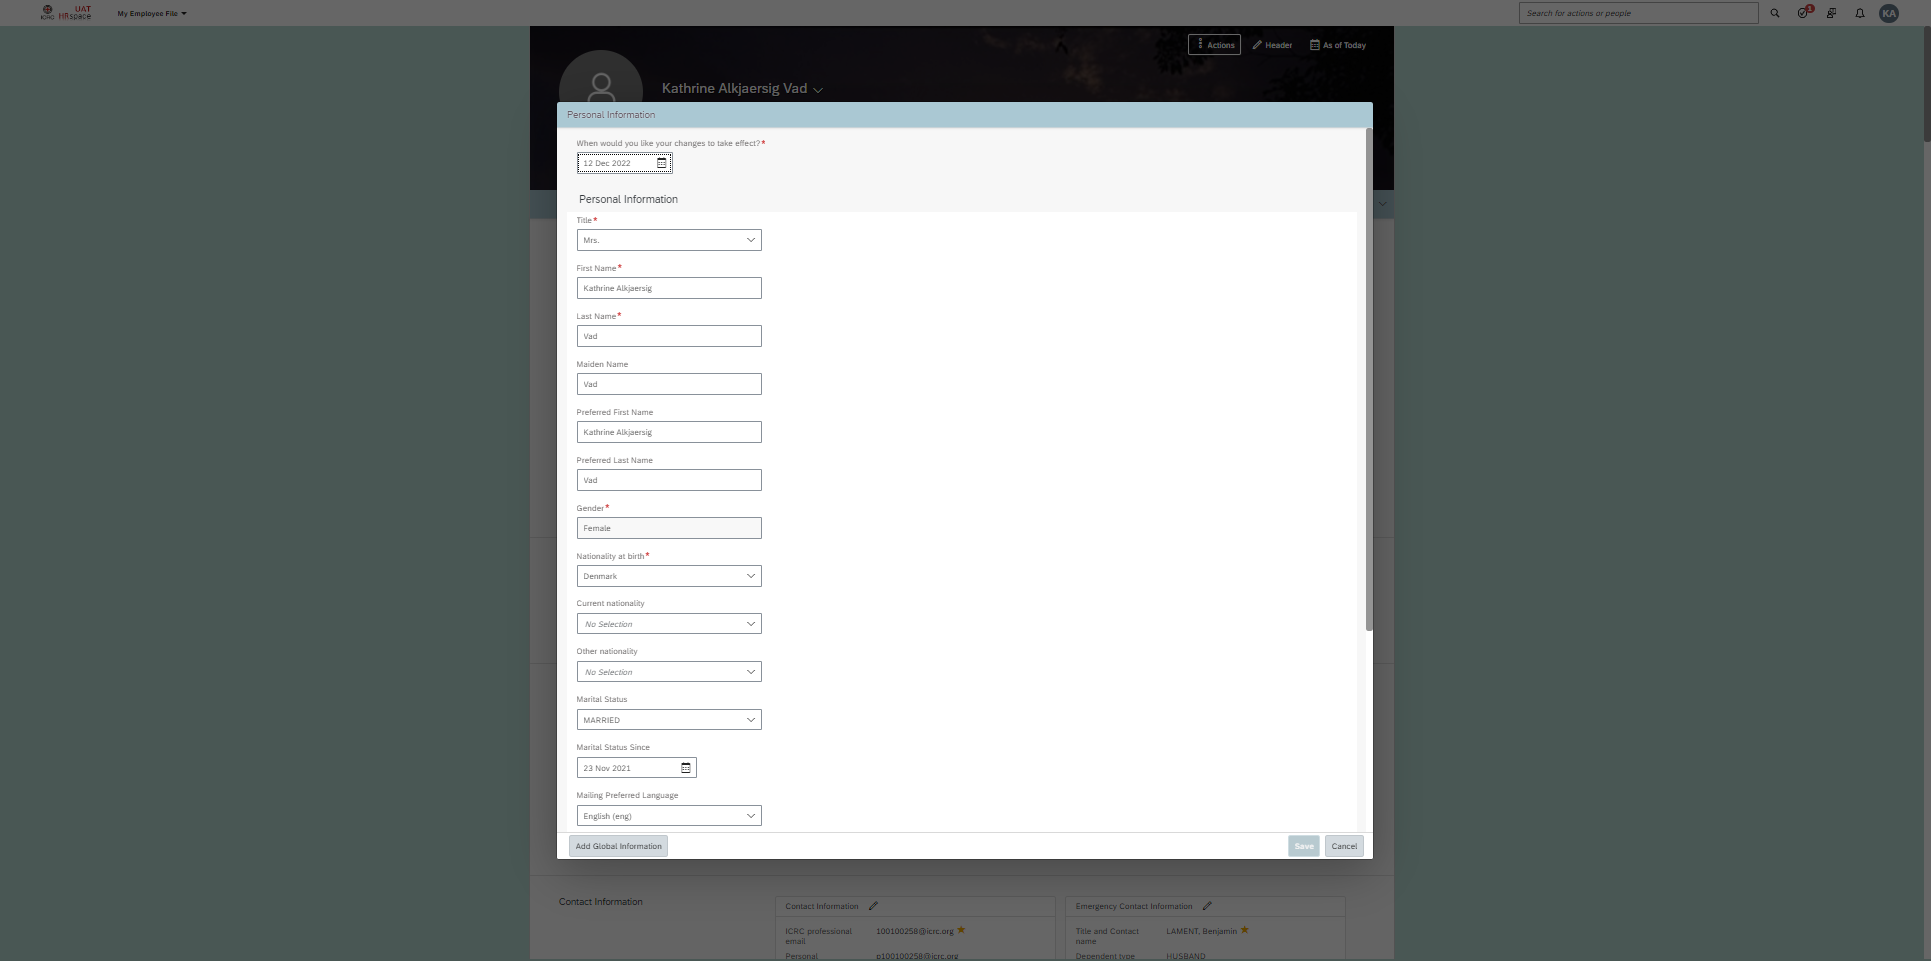 ICRC
UAT
HRspace
My Employee File
Search for actions or people
1
KA
Actions
Header
As of Today
Kathrine Alkjaersig Vad
Personal Information
When would you like your changes to take effect?*
12 Dec 2022
Personal Information
Title*
Mrs.
First Name*
Kathrine Alkjaersig
Last Name*
Vad
Maiden Name
Vad
Preferred First Name
Kathrine Alkjaersig
Preferred Last Name
Vad
Gender*
Female
Nationality at birth*
Denmark
Current nationality
No Selection
Other nationality
No Selection
Marital Status
MARRIED
Marital Status Since
23 Nov 2021
Mailing Preferred Language
English (eng)
Add Global Information
Save
Cancel
Contact Information
Contact Information
ICRC professional
email
100100258@icrc.org
Personal
p100100258@icrc.org
Emergency Contact Information
Title and Contact
name
LAMENT, Benjamin
Dependent type
HUSBAND